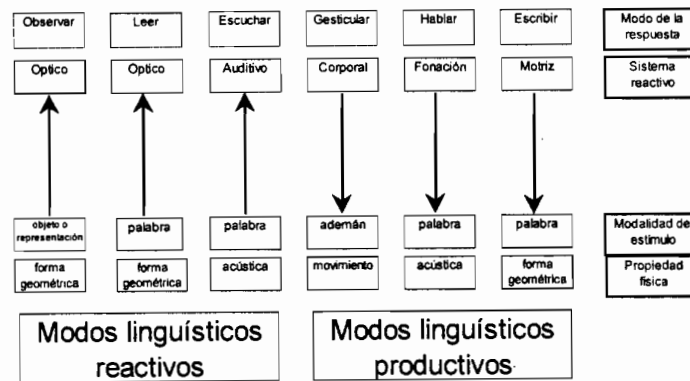 Observar Leer Escuchar Gesticular Hablar Escribir Modo de la
respuesta
Optico Optico Auditivo Corporal Fonación Motriz Sistema
reactivo
objeto o
representación palabra palabra ademán palabra palabra Modalidad de
estímulo
forma
geométrica forma
geométrica acústica movimiento acústica forma
geométrica Propiedad
física
Modos linguísticos
reactivos
Modos linguísticos
productivos